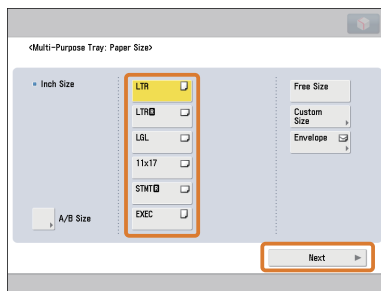 <Multi-Purpose Tray: Paper Size>
Inch Size
LTR
LTRR
LGL
11x17
STMTR
EXEC
A/B Size
Free Size
Custom
Size
Envelope
Next